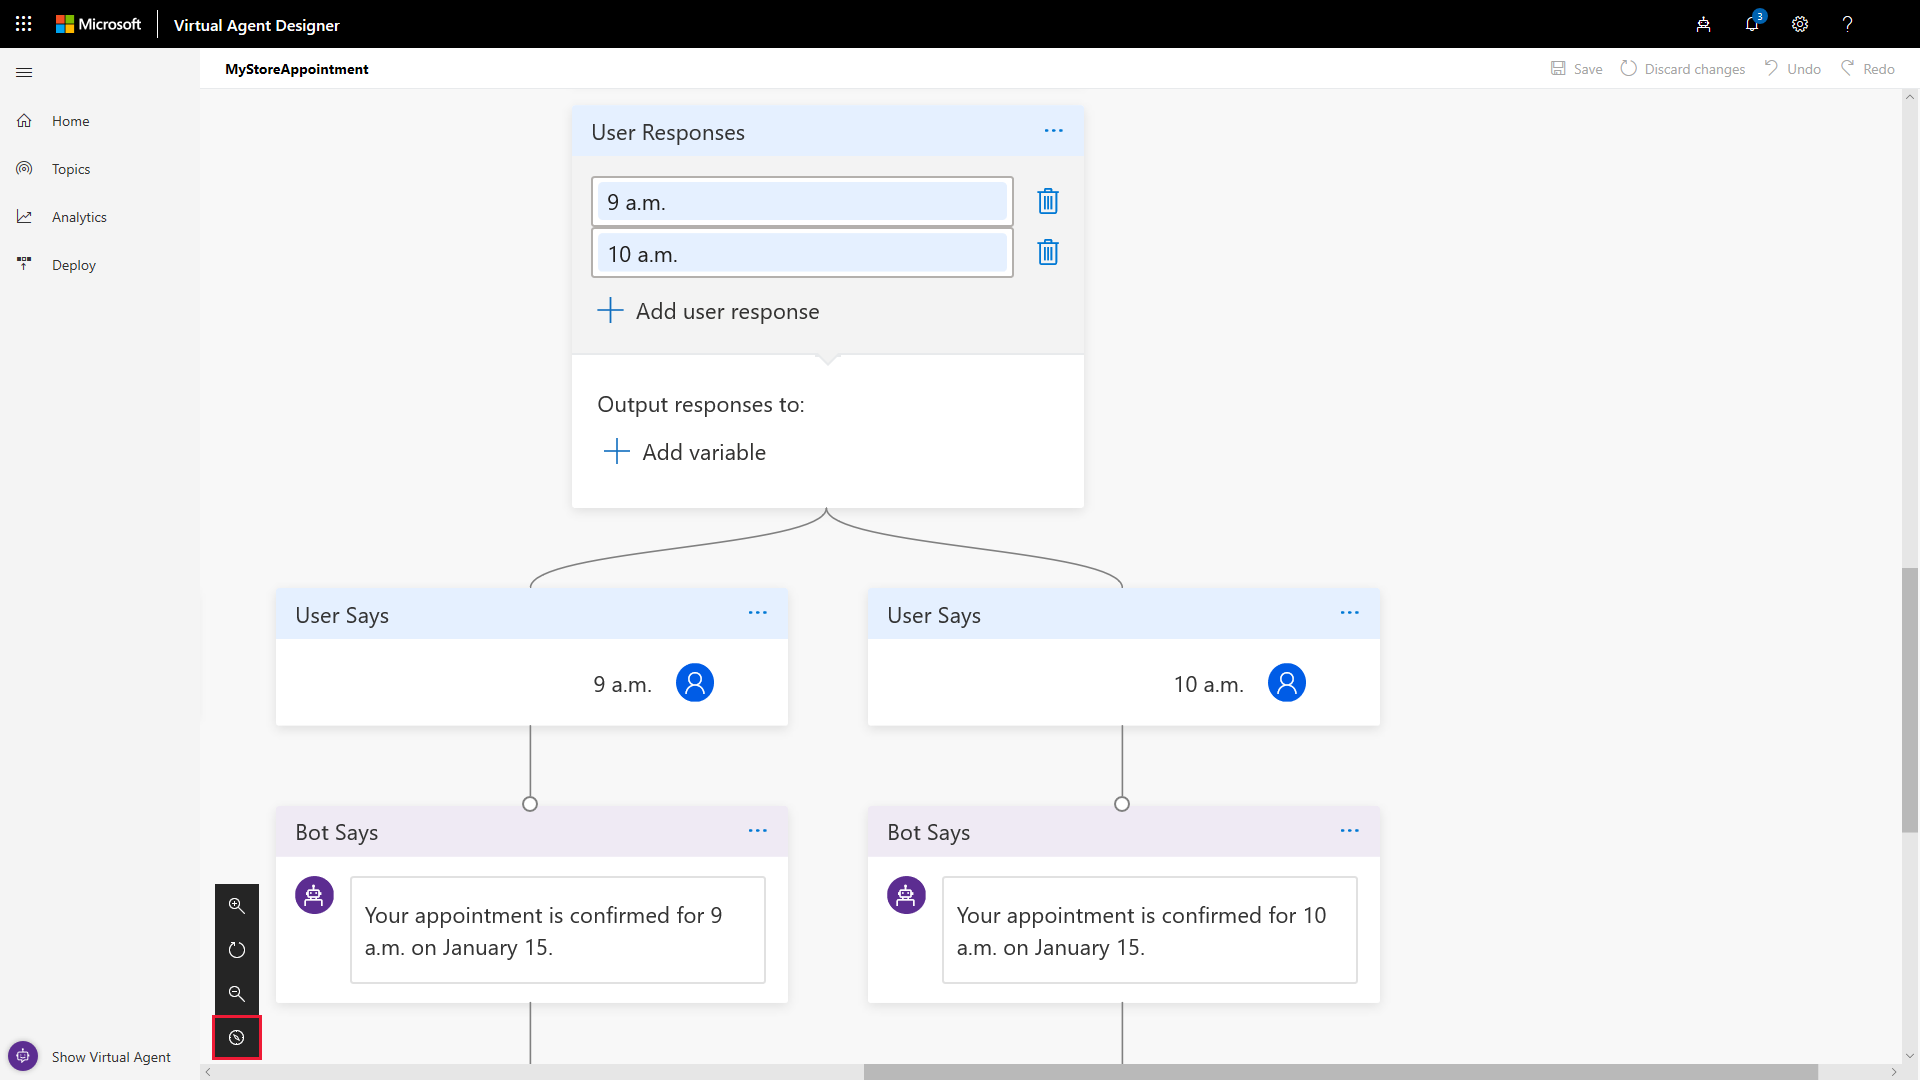 Microsoft
Virtual Agent Designer
3
?
MyStoreAppointment
Save
Discard changes
Undo
Redo
Home
Topics
Analytics
Deploy
User Responses
9 a.m.
10 a.m.
Add user response
Output responses to:
Add variable
User Says
User Says
9 a.m.
10 a.m.
Bot Says
Bot Says
Your appointment is confirmed for 9
a.m. on January 15.
Your appointment is confirmed for 10
a.m. on January 15.
Show Virtual Agent